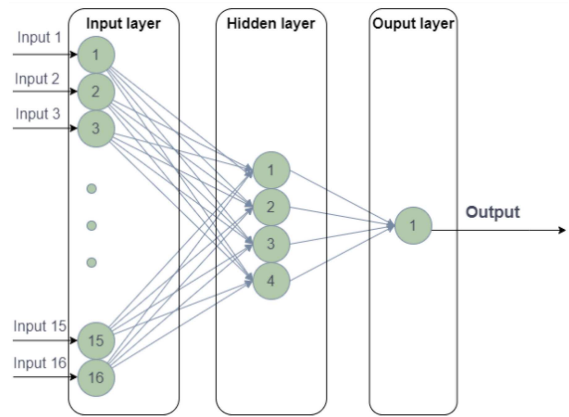 Input layer
Hidden layer
Ouput layer
Input 1
1
Input 2
2
Input 3
3
1
2
3
4
1
Output
Input 15
15
Input 16
16